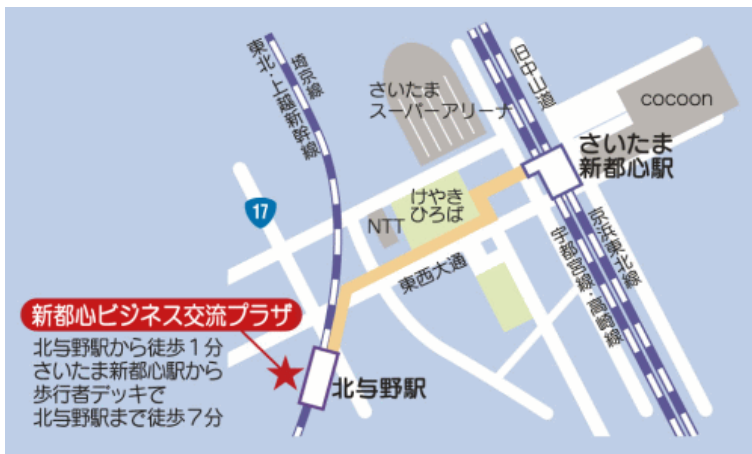 埼京線
東北・上越新幹線
さいたま
スーパーアリーナ
旧中山道
cocoon
さいたま
新都心駅
けやき
ひろば
NTT
17
東西大通
京浜東北線
宇都宮線・高崎線
新都心ビジネス交流プラザ
北与野駅から徒歩1分
さいたま新都心駅から
歩行者デッキで
北与野駅まで徒歩7分
北与野駅